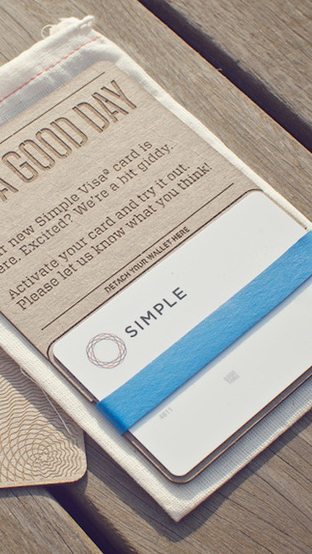 A GOOD DAY
new Simple Visa® card is
Excited? We're a bit giddy.
Activate your card and try it out.
Please let us know what you think!
DETACH YOUR WALLET HERE
SIMPLE
4811